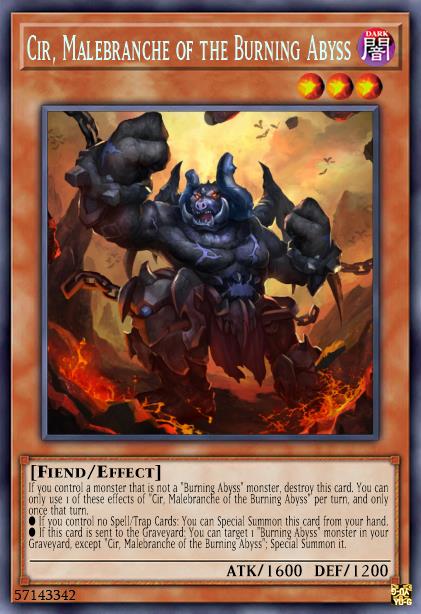 Cir, Malebranche of the Burning Abyss
DARK
闇
[Fiend/Effect]
If you control a monster that is not a "Burning Abyss" monster, destroy this card. You can
only use 1 of these effects of "Cir, Malebranche of the Burning Abyss" per turn, and only
once that turn.
● If you control no Spell/Trap Cards: You can Special Summon this card from your hand.
● If this card is sent to the Graveyard: You can target 1 "Burning Abyss" monster in your
Graveyard, except "Cir, Malebranche of the Burning Abyss"; Special Summon it.
ATK/1600 DEF/1200
57143342